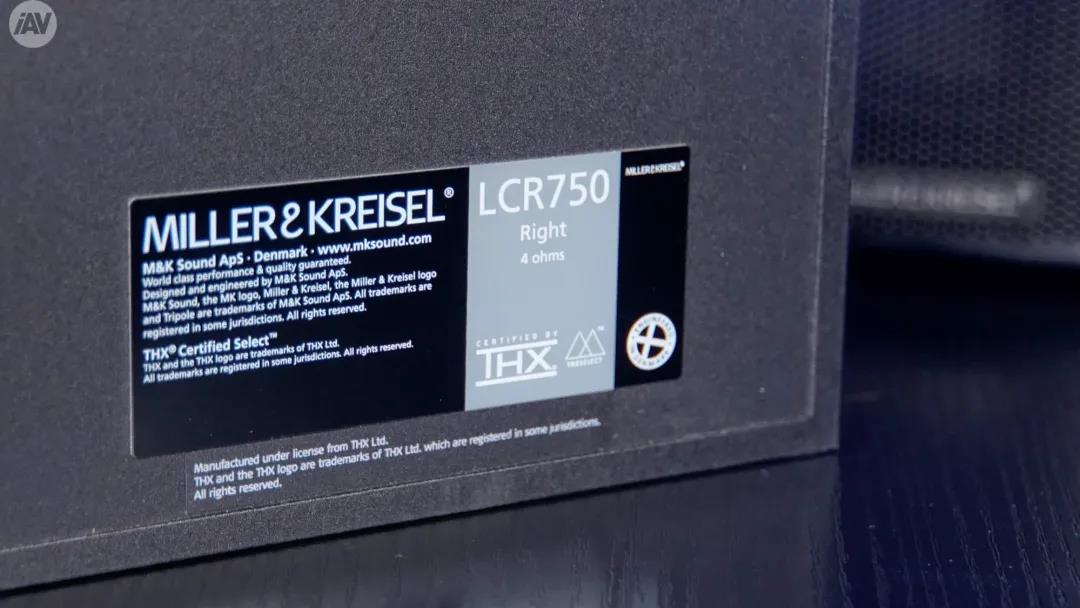 iAV
MILLER&KREISEL®
M&K Sound ApS · Denmark · www.mksound.com
World class performance & quality guaranteed.
Designed and engineered by M&K Sound ApS.
M&K Sound, the MK logo, Miller & Kreisel, the Miller & Kreisel logo
and Tripole are trademarks of M&K Sound ApS. All trademarks are
registered in some jurisdictions. All rights reserved.
THX® Certified Select™
THX and the THX logo are trademarks of THX Ltd.
All trademarks are registered in some jurisdictions. All rights reserved.
LCR750
Right
4 ohms
CERTIFIED BY
THX®
™
THXSELECT
MILLER&KREISEL®
Manufactured under license from THX Ltd.
THX and the THX logo are trademarks of THX Ltd. which are registered in some jurisdictions.
All rights reserved.